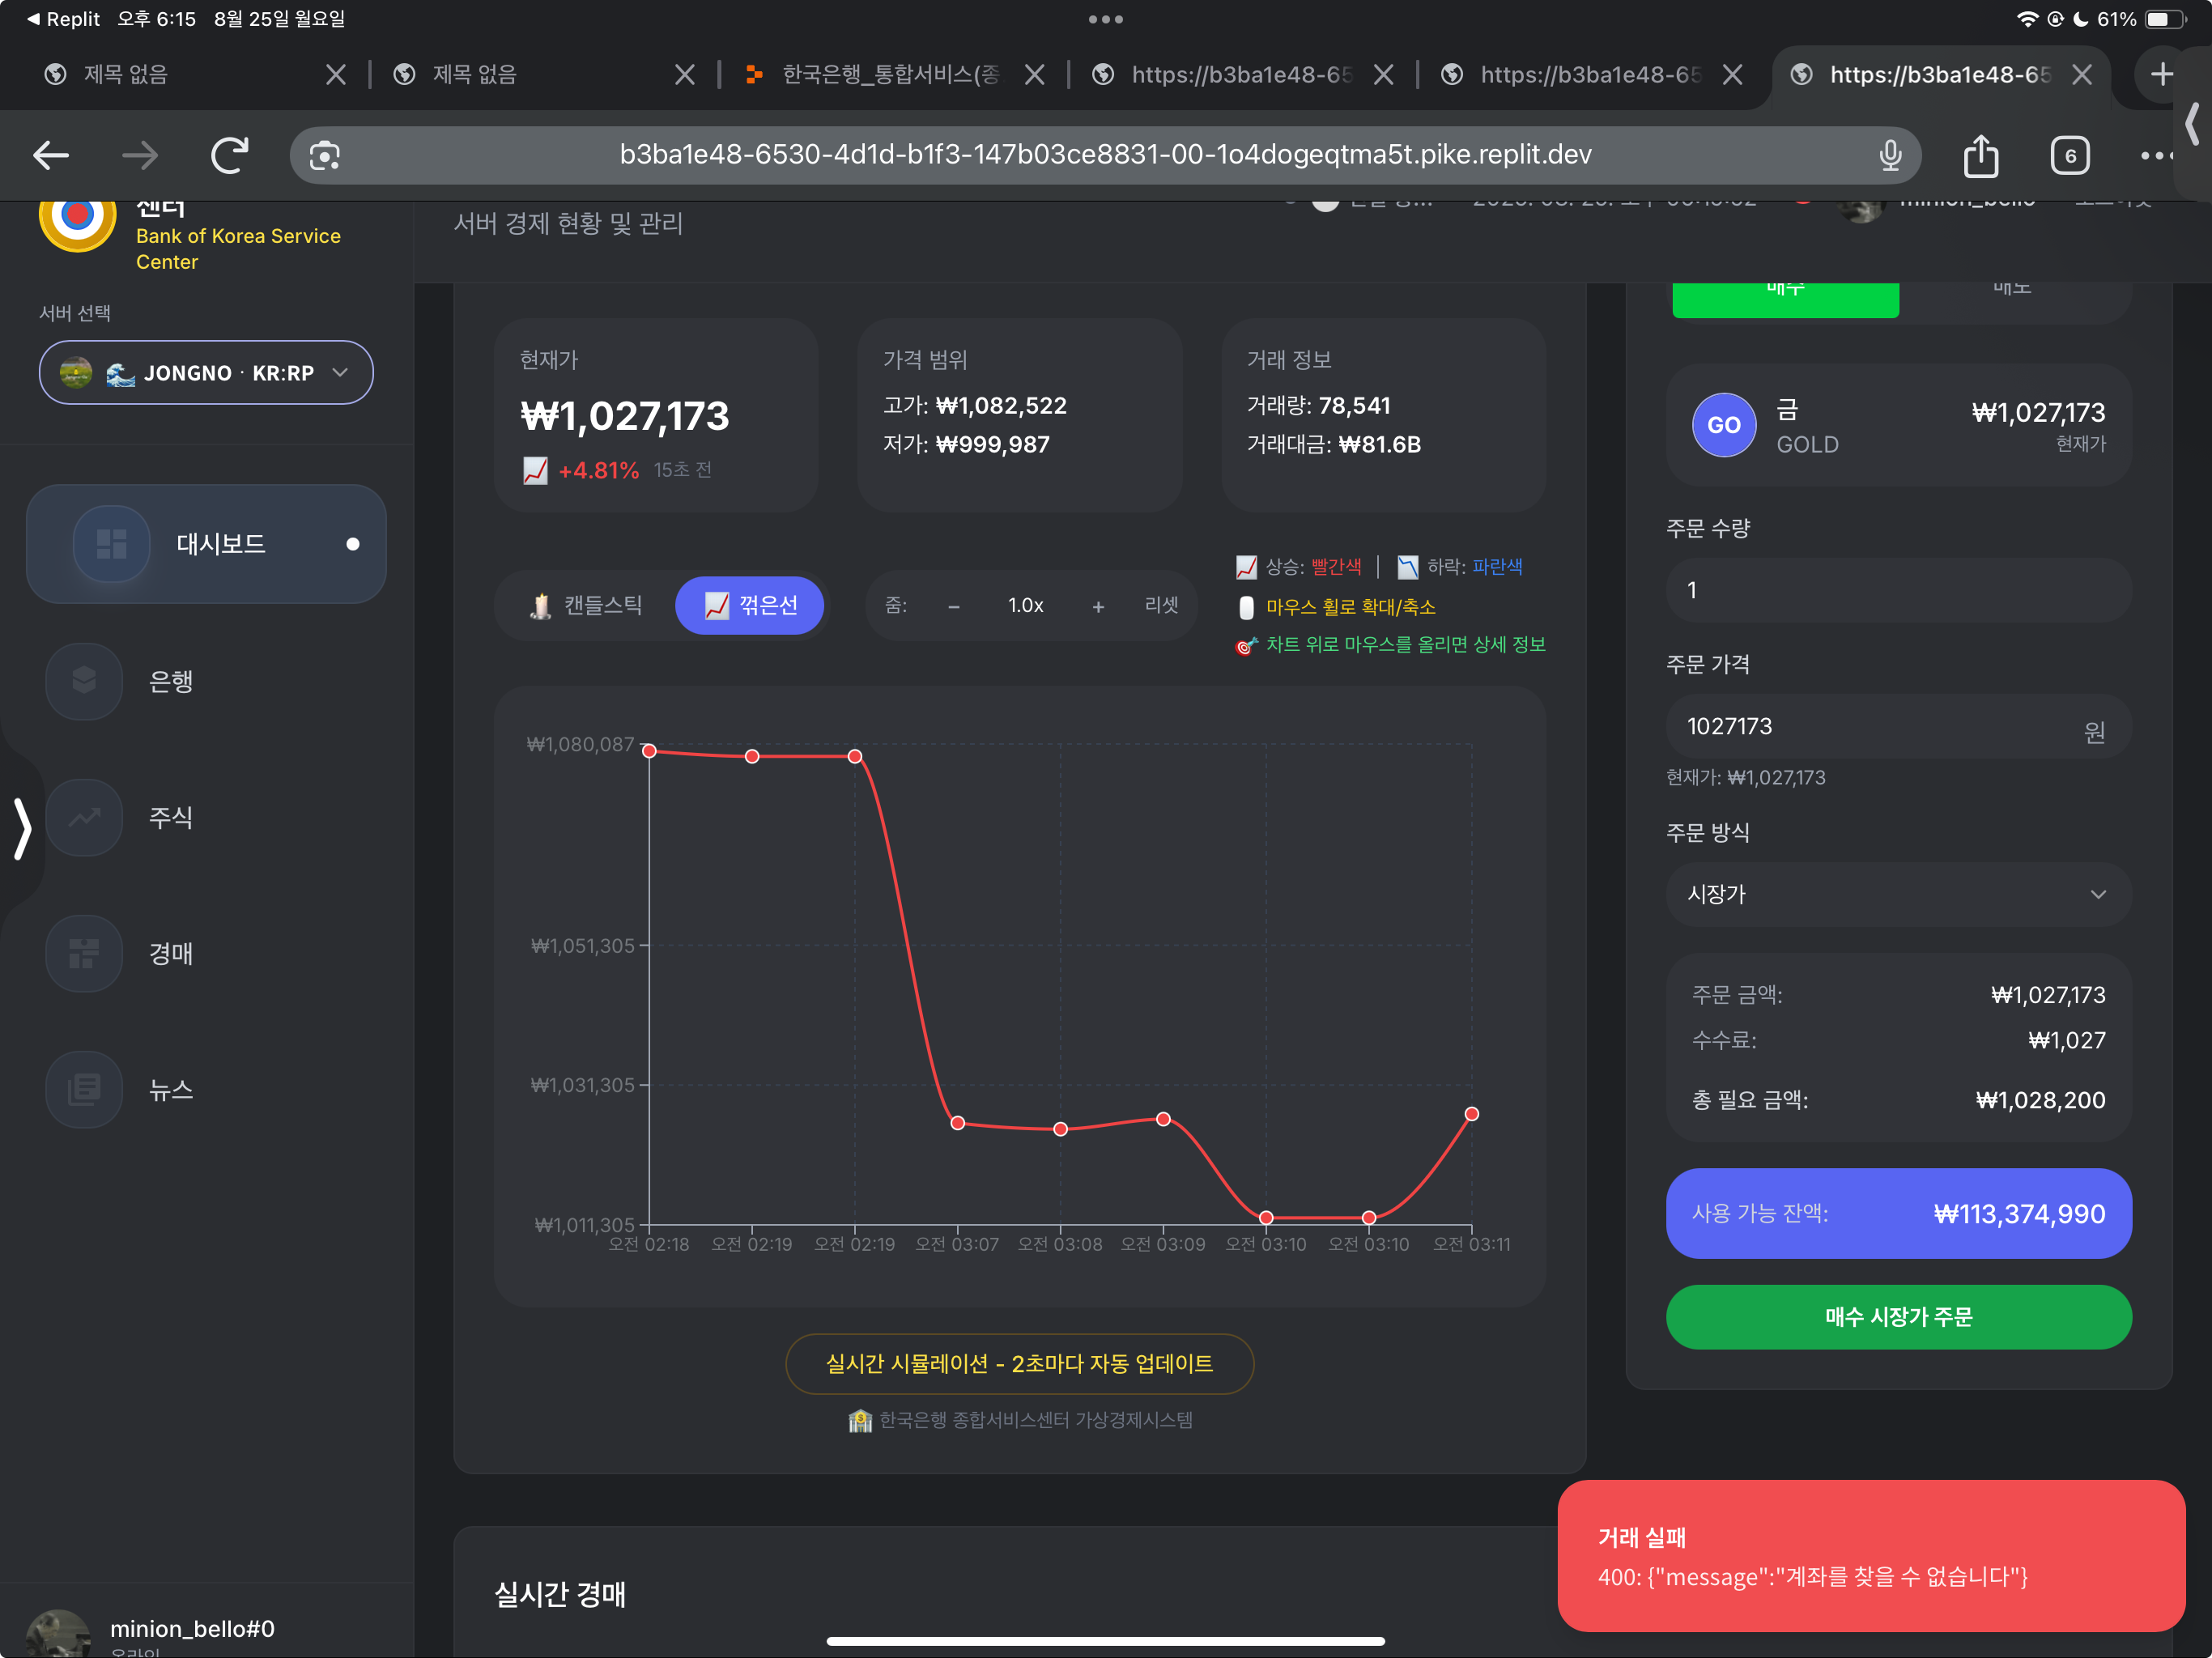 Replit 오후 6:15 8월 25일 월요일
61%
제목 없음
제목 없음
한국은행_통합서비스(종
https://b3ba1e48-65
https://b3ba1e48-65
https://b3ba1e48-65
b3ba1e48-6530-4d1d-b1f3-147b03ce8831-00-1o4dogeqtma5t.pike.replit.dev
6
센터
Bank of Korea Service
Center
서버 선택
JONGNO · KR:RP
대시보드
은행
주식
경매
뉴스
minion_bello#0
온라인
서버 경제 현황 및 관리
minion_bello
현재가
₩1,027,173
+4.81% 15초 전
가격 범위
고가: ₩1,082,522
저가: ₩999,987
거래 정보
거래량: 78,541
거래대금: ₩81.6B
캔들스틱
꺾은선
줌: – 1.0x + 리셋
상승: 빨간색 | 하락: 파란색
마우스 휠로 확대/축소
차트 위로 마우스를 올리면 상세 정보
₩1,080,087
₩1,051,305
₩1,031,305
₩1,011,305
오전 02:18 오전 02:19 오전 02:19 오전 03:07 오전 03:08 오전 03:09 오전 03:10 오전 03:10 오전 03:11
실시간 시뮬레이션 - 2초마다 자동 업데이트
한국은행 종합서비스센터 가상경제시스템
실시간 경매
매수
매도
GO
금
GOLD
₩1,027,173
현재가
주문 수량
1
주문 가격
1027173
원
현재가: ₩1,027,173
주문 방식
시장가
주문 금액: ₩1,027,173
수수료: ₩1,027
총 필요 금액: ₩1,028,200
사용 가능 잔액: ₩113,374,990
매수 시장가 주문
거래 실패
400: {"message":"계좌를 찾을 수 없습니다"}